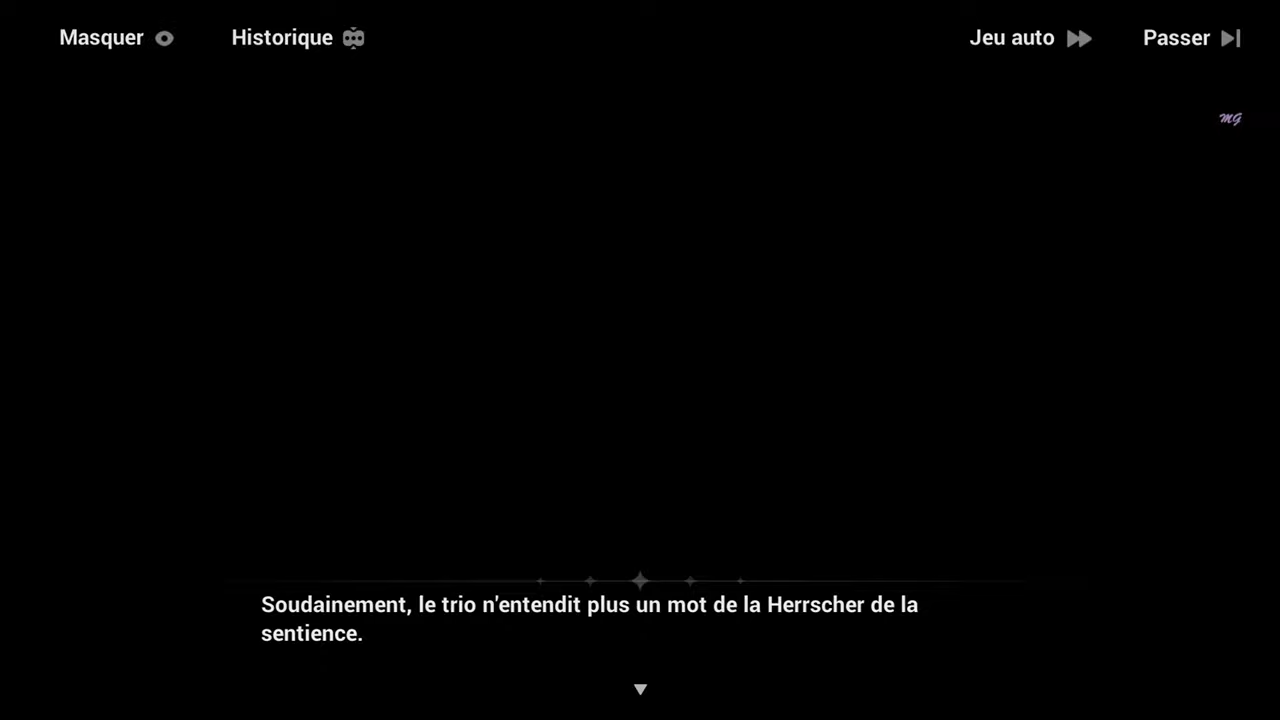 Masquer
Historique
Jeu auto
Passer
MG
Soudainement, le trio n'entendit plus un mot de la Herrscher de la
sentience.